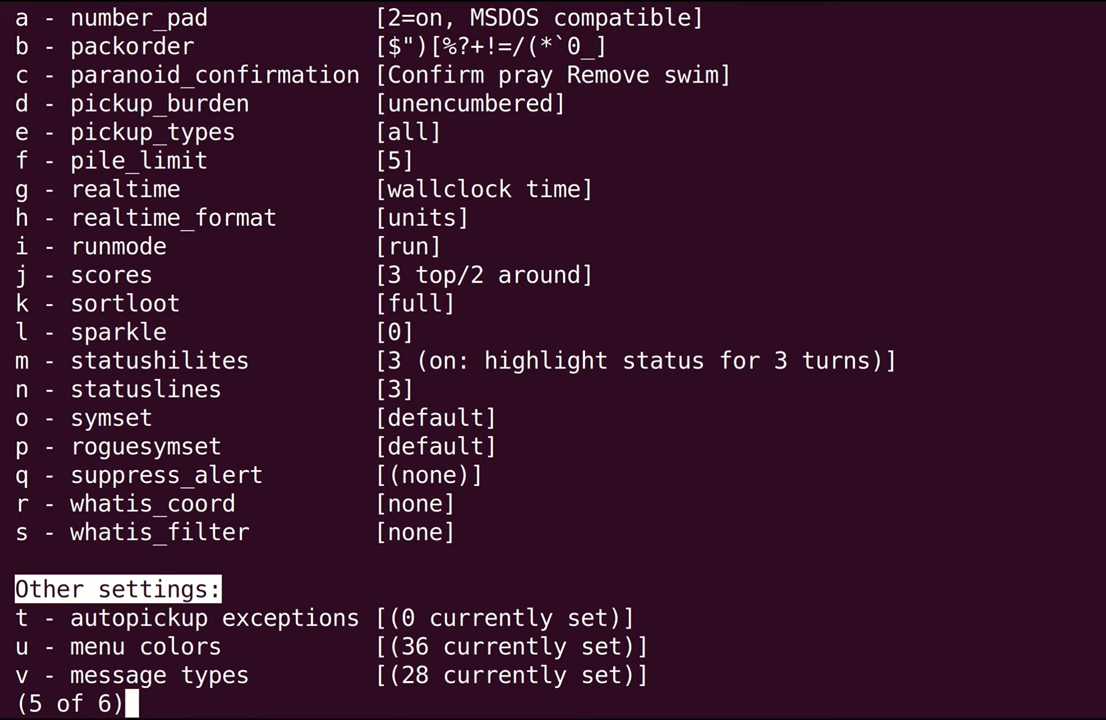 a - number_pad [2=on, MSDOS compatible]
b - packorder [$")[%?+!=/(*`0_]
c - paranoid_confirmation [Confirm pray Remove swim]
d - pickup_burden [unencumbered]
e - pickup_types [all]
f - pile_limit [5]
g - realtime [wallclock time]
h - realtime_format [units]
i - runmode [run]
j - scores [3 top/2 around]
k - sortloot [full]
l - sparkle [0]
m - statushilites [3 (on: highlight status for 3 turns)]
n - statuslines [3]
o - symset [default]
p - roguesymset [default]
q - suppress_alert [(none)]
r - whatis_coord [none]
s - whatis_filter [none]
Other settings:
t - autopickup exceptions [(0 currently set)]
u - menu colors [(36 currently set)]
v - message types [(28 currently set)]
(5 of 6)